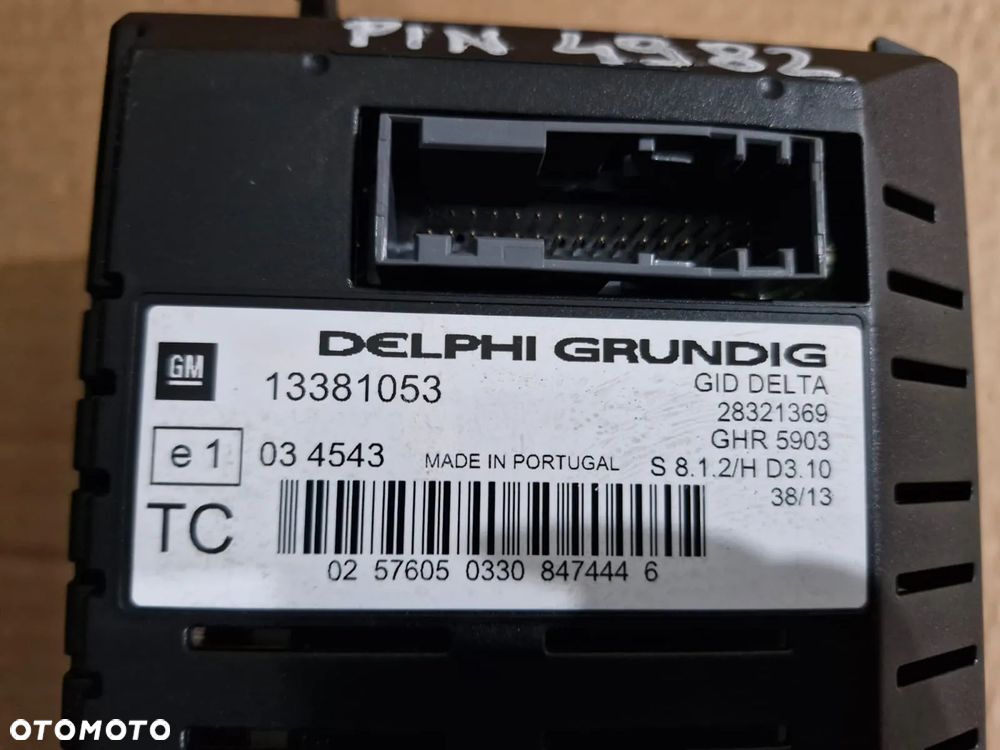 PIN 4982
DELPHI GRUNDIG
GM
13381053
GID DELTA
28321369
GHR 5903
e 1
03 4543
MADE IN PORTUGAL
S 8.1.2/H D3.10
38/13
TC
02 57605 0330 847444 6
OTOMOTO